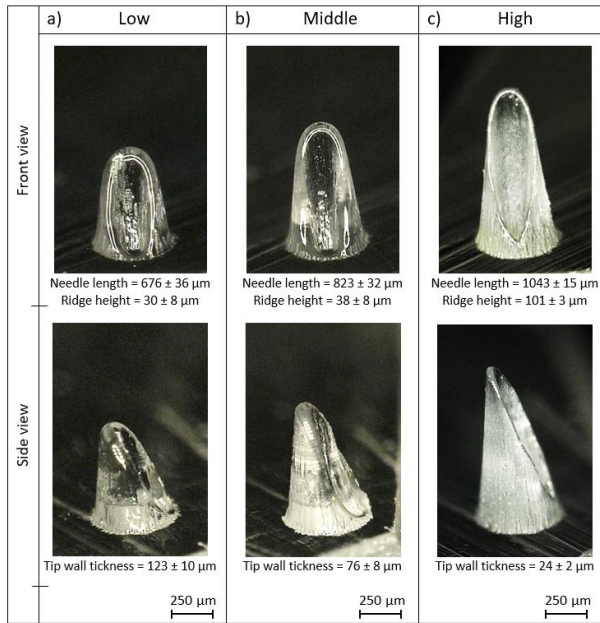 a) Low b) Middle c) High
Front view
Needle length = 676 ± 36 µm Needle length = 823 ± 32 µm Needle length = 1043 ± 15 µm
Ridge height = 30 ± 8 µm Ridge height = 38 ± 8 µm Ridge height = 101 ± 3 µm
Side view
Tip wall tickness = 123 ± 10 µm Tip wall tickness = 76 ± 8 µm Tip wall tickness = 24 ± 2 µm
250 µm 250 µm 250 µm